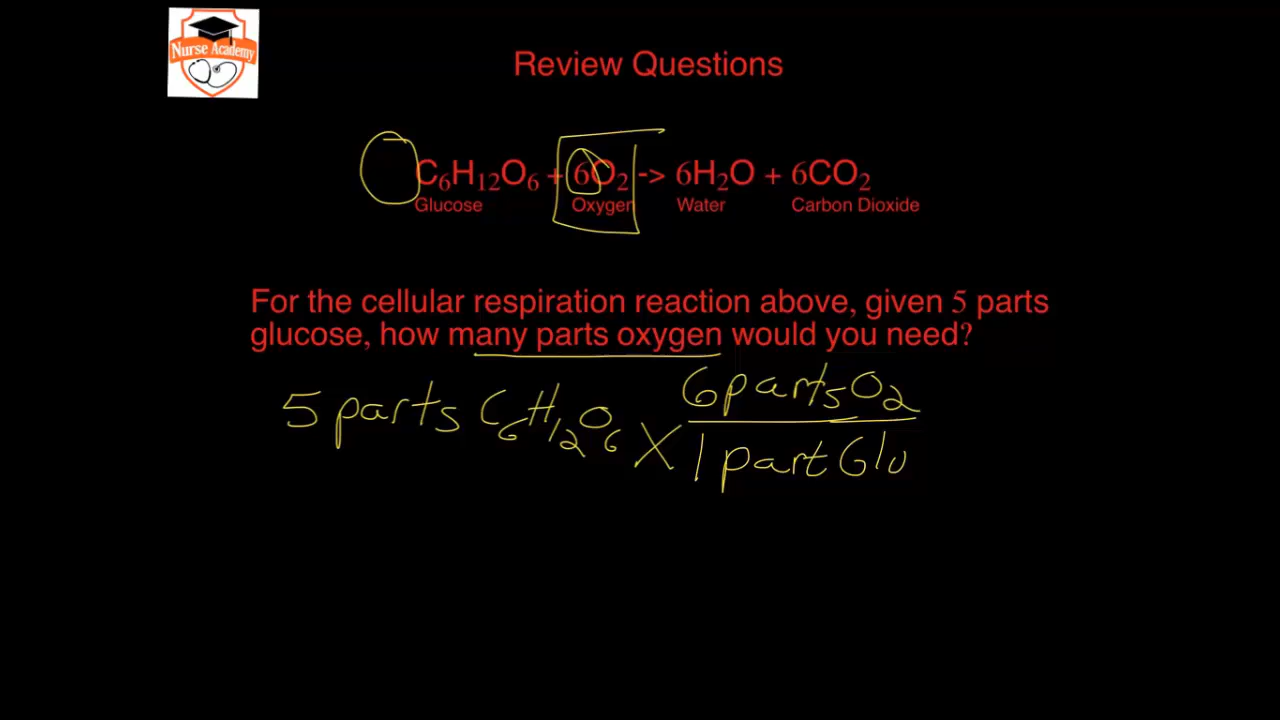 Nurse Academy
Review Questions
C₆H₁₂O₆ + 6O₂ -> 6H₂O + 6CO₂
Glucose Oxygen Water Carbon Dioxide
For the cellular respiration reaction above, given 5 parts
glucose, how many parts oxygen would you need?
5 parts C₆H₁₂O₆ X 6 parts O₂
1 part Glu